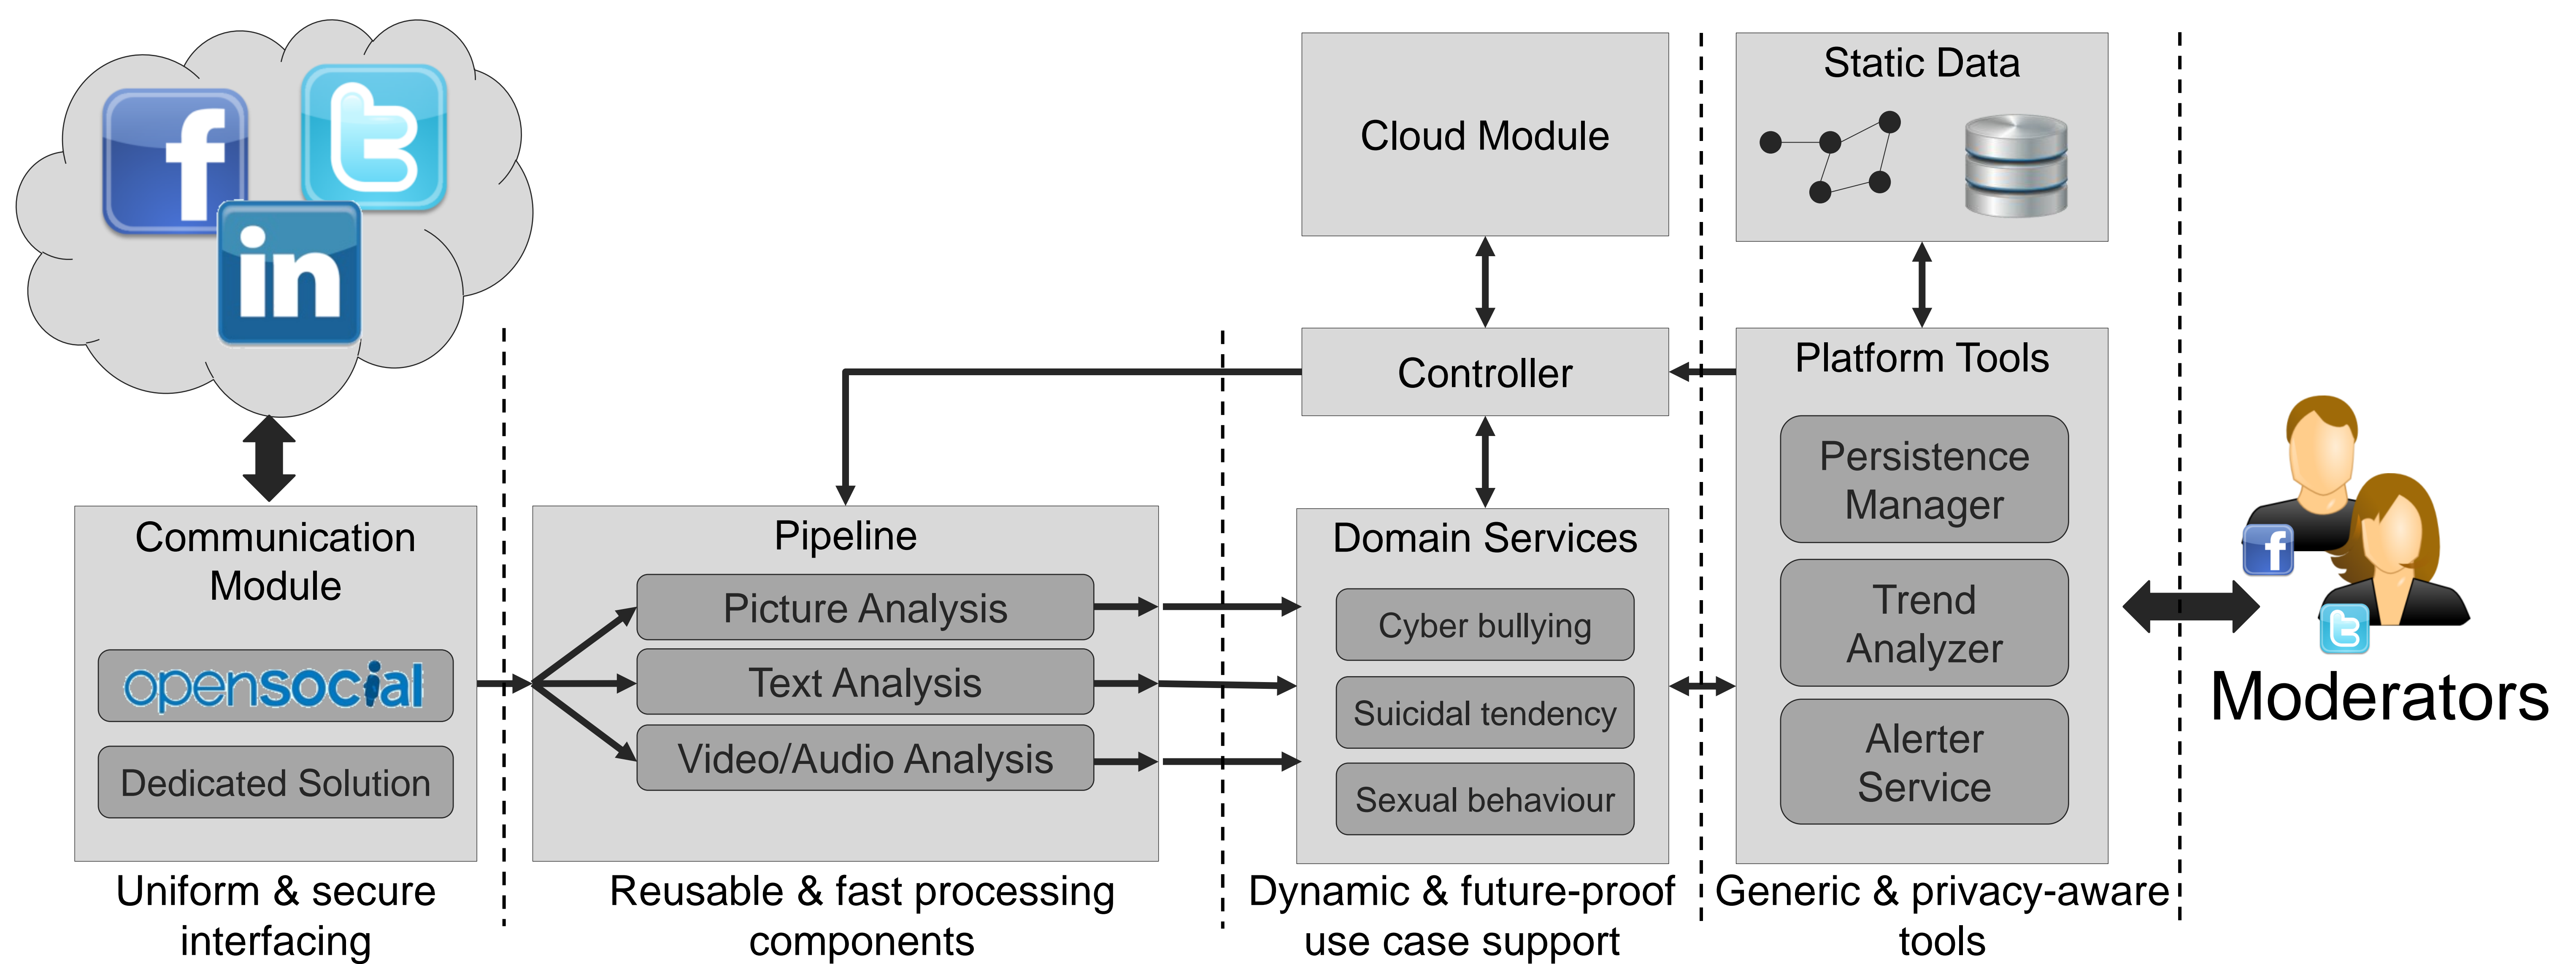 f
t
in
Cloud Module
Static Data
Controller
Platform Tools
Persistence
Manager
Trend
Analyzer
Alerter
Service
Communication
Module
opensocial
Dedicated Solution
Uniform & secure
interfacing
Pipeline
Picture Analysis
Text Analysis
Video/Audio Analysis
Reusable & fast processing
components
Domain Services
Cyber bullying
Suicidal tendency
Sexual behaviour
Dynamic & future-proof
use case support
Generic & privacy-aware
tools
f
t
Moderators